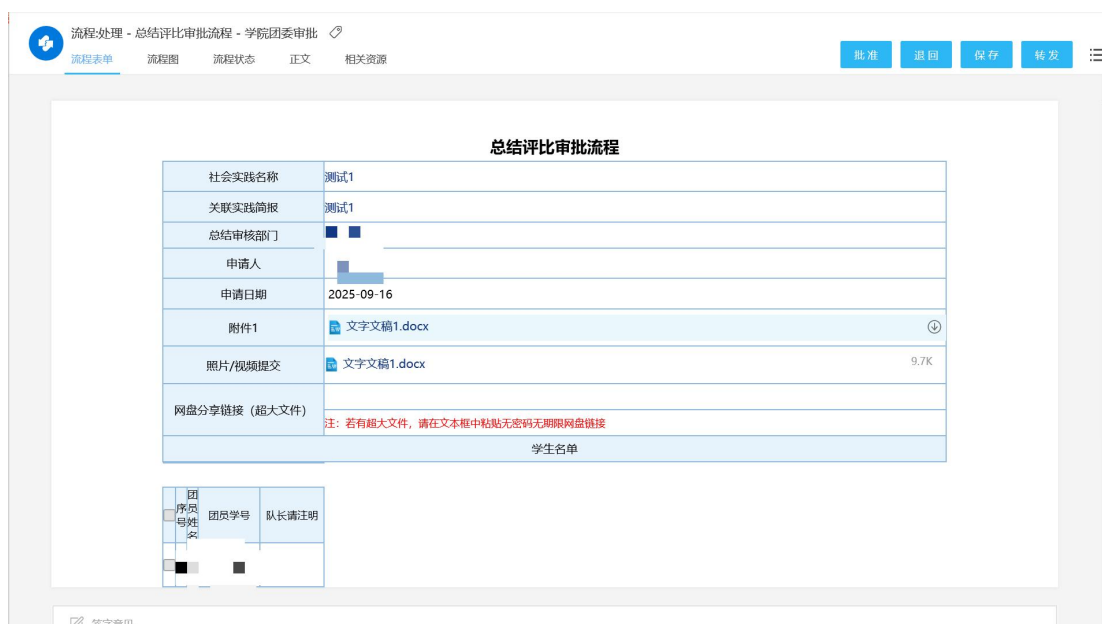 流程:处理 - 总结评比审批流程 - 学院团委审批
流程表单 流程图 流程状态 正文 相关资源
批准 退回 保存 转发
总结评比审批流程
社会实践名称 测试1
关联实践简报 测试1
总结审核部门
申请人
申请日期 2025-09-16
附件1 文字文稿1.docx
照片/视频提交 文字文稿1.docx 9.7K
网盘分享链接（超大文件）
注：若有超大文件，请在文本框中粘贴无密码无期限网盘链接
学生名单
序号 团员姓名 团员学号 队长请注明
签字意见